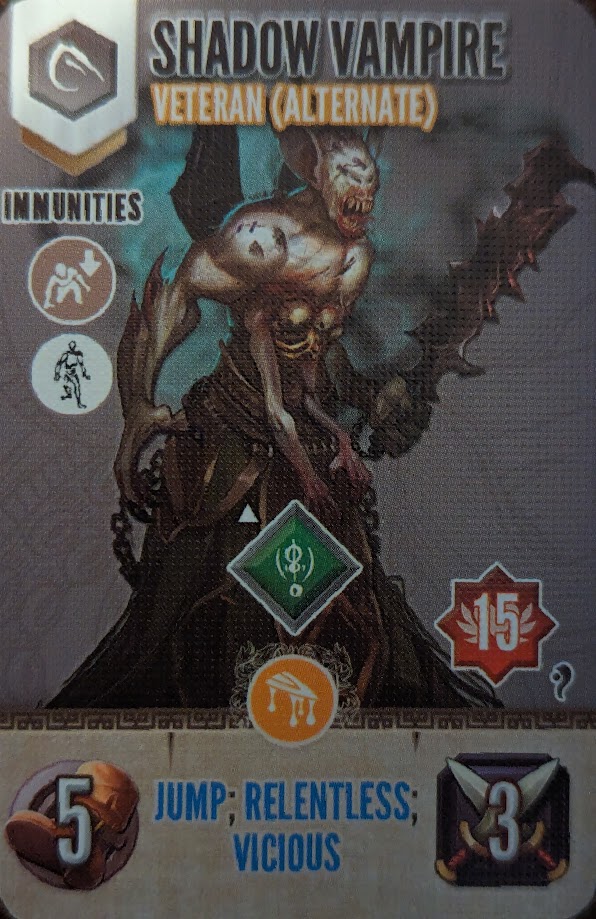 SHADOW VAMPIRE
VETERAN (ALTERNATE)
IMMUNITIES
15
5
JUMP; RELENTLESS;
VICIOUS
3